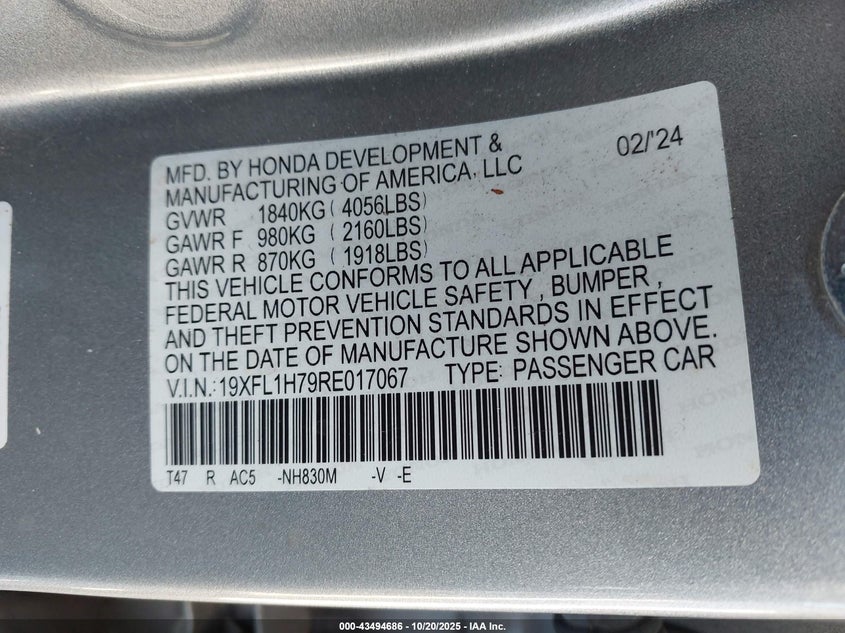 MFD. BY HONDA DEVELOPMENT & 02/'24
MANUFACTURING OF AMERICA, LLC
GVWR 1840KG ( 4056LBS)
GAWR F 980KG ( 2160LBS)
GAWR R 870KG ( 1918LBS)
THIS VEHICLE CONFORMS TO ALL APPLICABLE
FEDERAL MOTOR VEHICLE SAFETY , BUMPER ,
AND THEFT PREVENTION STANDARDS IN EFFECT
ON THE DATE OF MANUFACTURE SHOWN ABOVE.
V.I.N.: 19XFL1H79RE017067 TYPE: PASSENGER CAR
T47 R AC5 -NH830M -V -E
000-43494686 - 10/20/2025 - IAA Inc.